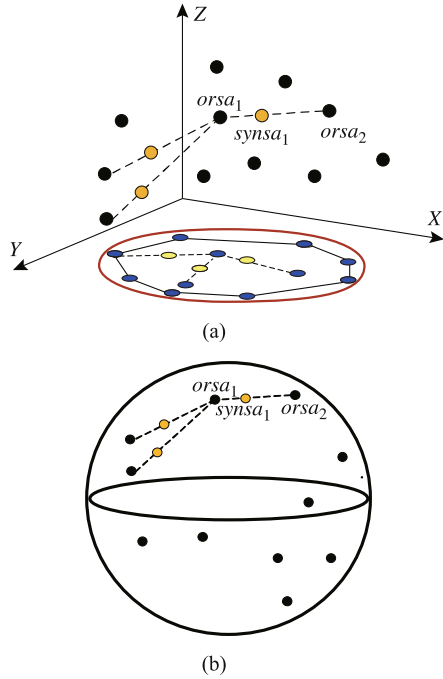 Z
orsa₁
synsa₁
orsa₂
X
Y
(a)
orsa₁
synsa₁
orsa₂
(b)